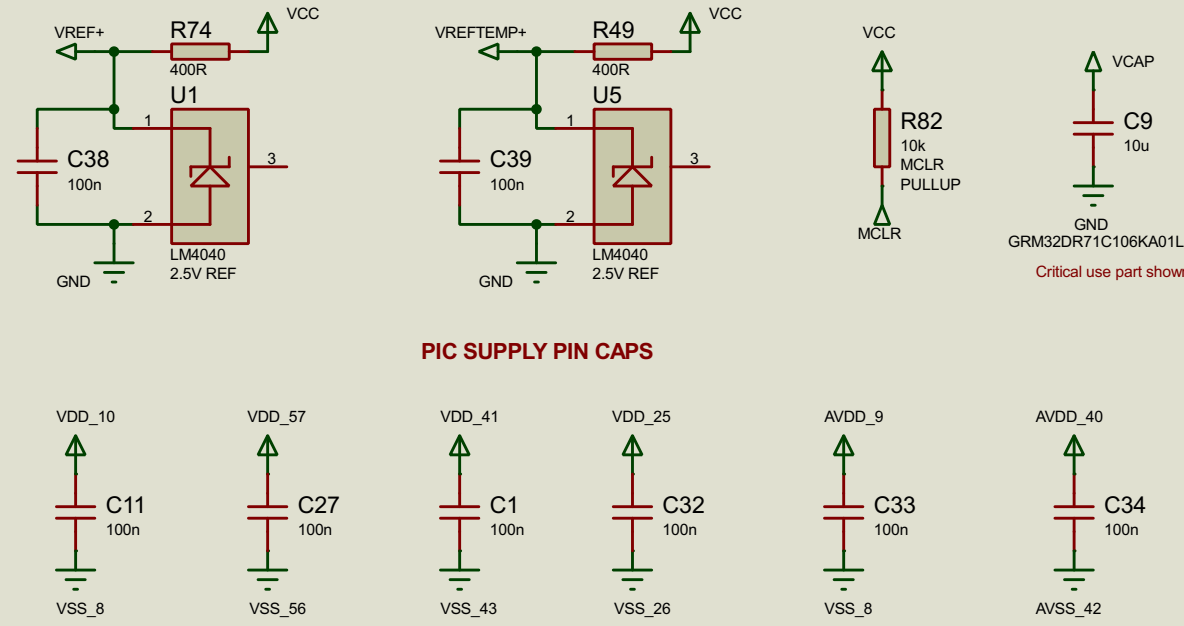 VREF+
R74
400R
VCC
U1
1
2
3
C38
100n
LM4040
2.5V REF
GND
VREFTEMP+
R49
400R
VCC
U5
1
2
3
C39
100n
LM4040
2.5V REF
GND
VCC
R82
10k
MCLR
PULLUP
MCLR
VCAP
C9
10u
GND
GRM32DR71C106KA01L
Critical use part shown
PIC SUPPLY PIN CAPS
VDD_10
C11
100n
VSS_8
VDD_57
C27
100n
VSS_56
VDD_41
C1
100n
VSS_43
VDD_25
C32
100n
VSS_26
AVDD_9
C33
100n
VSS_8
AVDD_40
C34
100n
AVSS_42